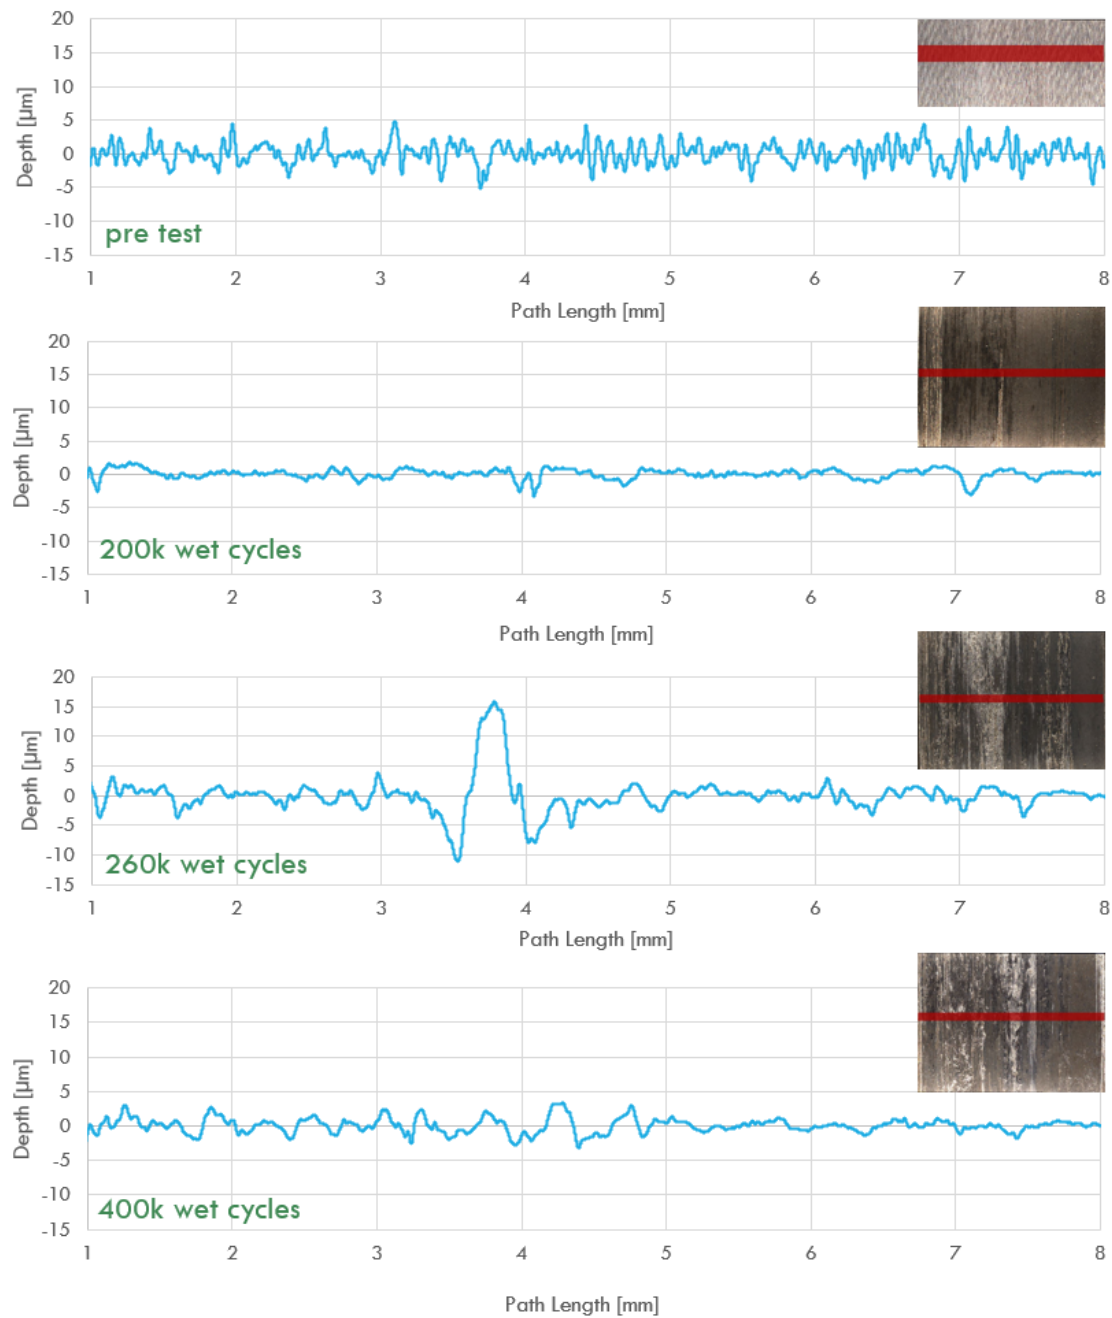 20
15
10
5
0
-5
-10
-15
Depth [µm]
pre test
1 2 3 4 5 6 7 8
Path Length [mm]
20
15
10
5
0
-5
-10
-15
Depth [µm]
200k wet cycles
1 2 3 4 5 6 7 8
Path Length [mm]
20
15
10
5
0
-5
-10
-15
Depth [µm]
260k wet cycles
1 2 3 4 5 6 7 8
Path Length [mm]
20
15
10
5
0
-5
-10
-15
Depth [µm]
400k wet cycles
1 2 3 4 5 6 7 8
Path Length [mm]